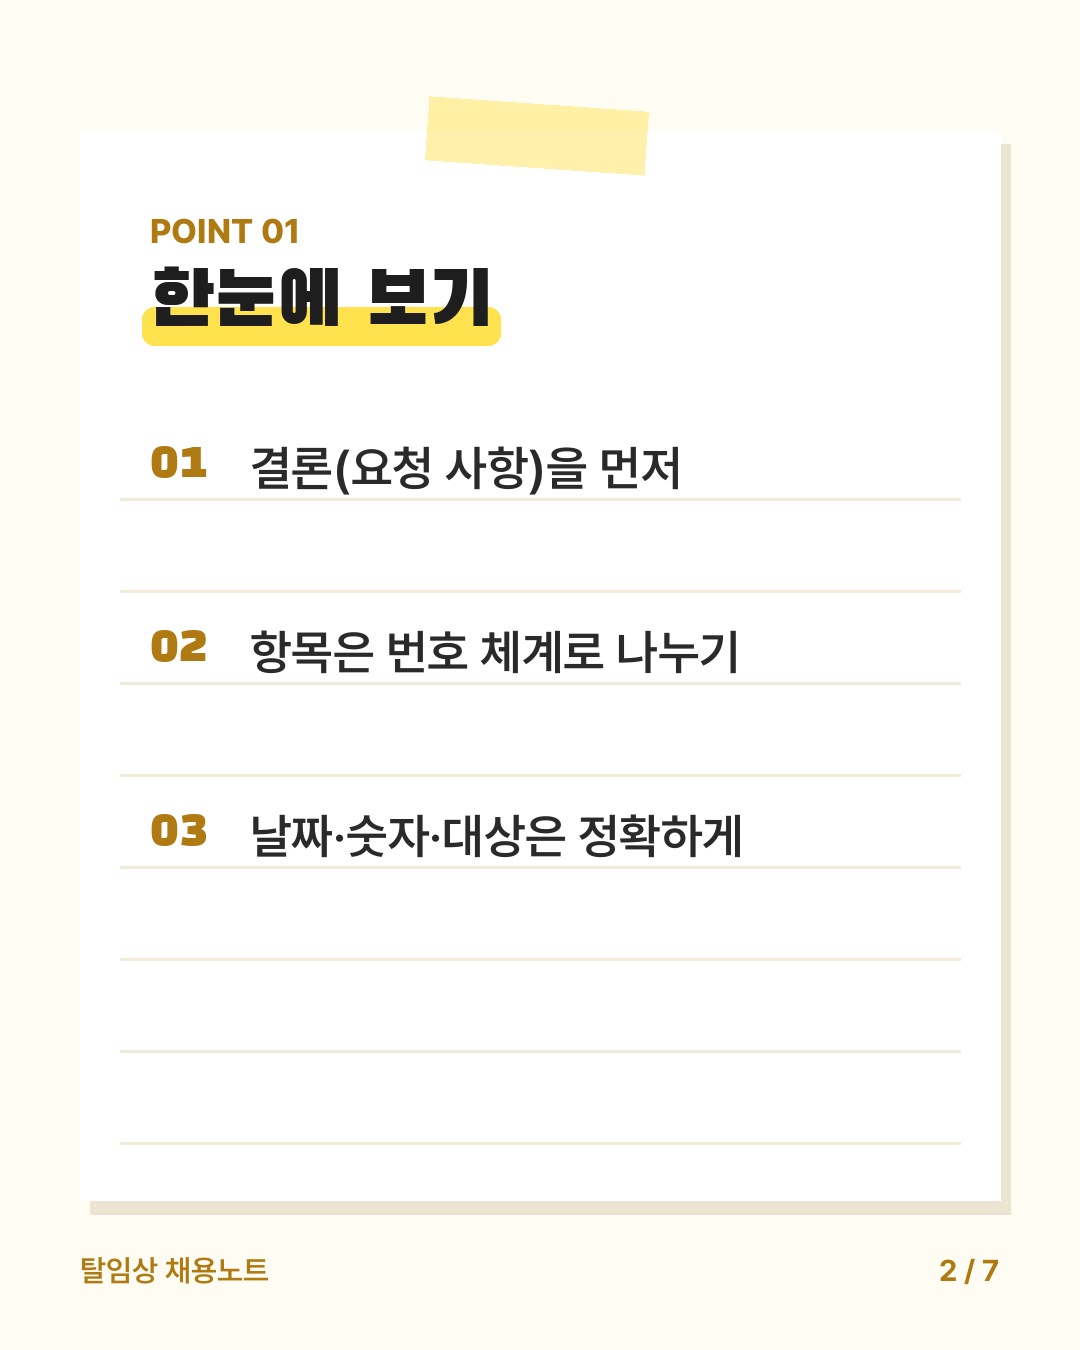 POINT 01
한눈에 보기
01 결론(요청 사항)을 먼저
02 항목은 번호 체계로 나누기
03 날짜·숫자·대상은 정확하게
탈임상 채용노트
2 / 7